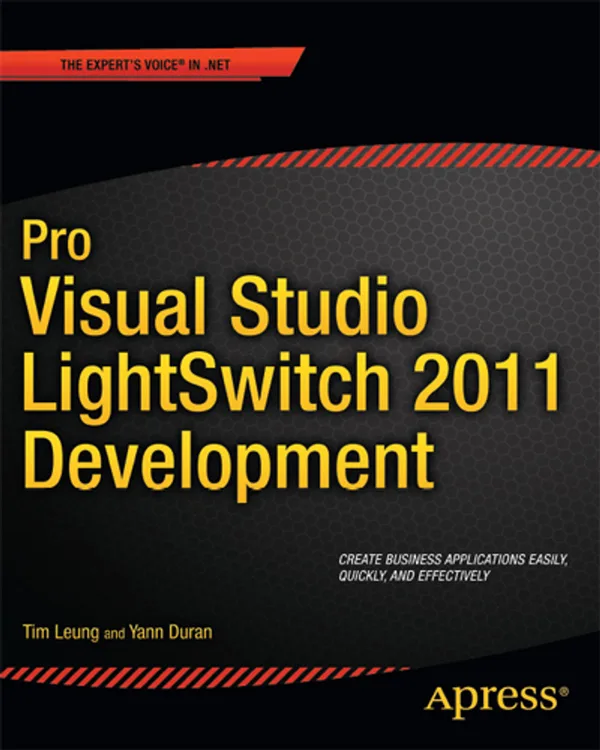 THE EXPERT'S VOICE® IN .NET
Pro
Visual Studio
LightSwitch 2011
Development
CREATE BUSINESS APPLICATIONS EASILY,
QUICKLY, AND EFFECTIVELY
Tim Leung and Yann Duran
Apress®